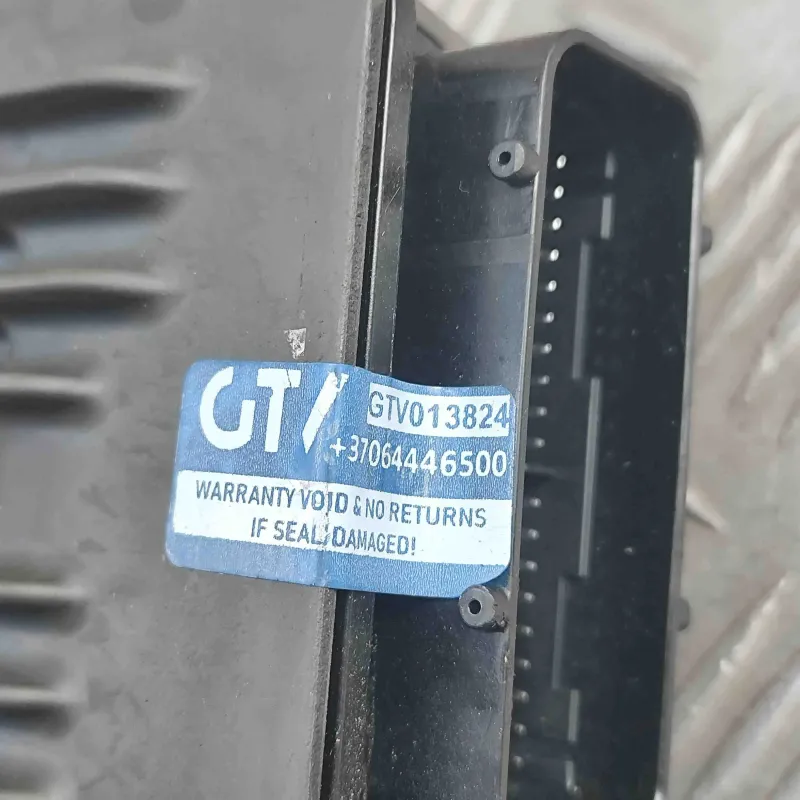 GTV
GTV013824
+37064446500
WARRANTY VOID & NO RETURNS
IF SEAL DAMAGED!